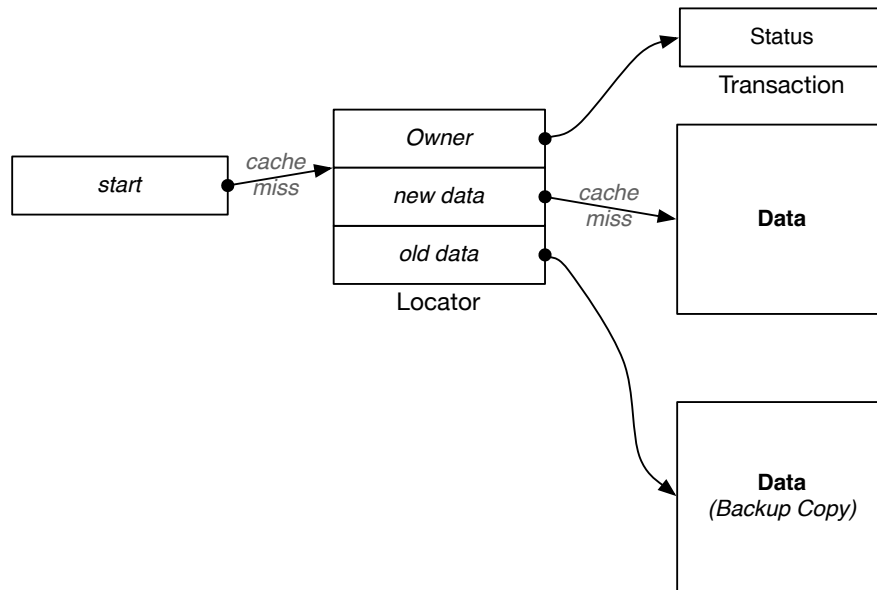 Status
Transaction
Owner
cache
miss
start
new data
cache
miss
Data
old data
Locator
Data
(Backup Copy)